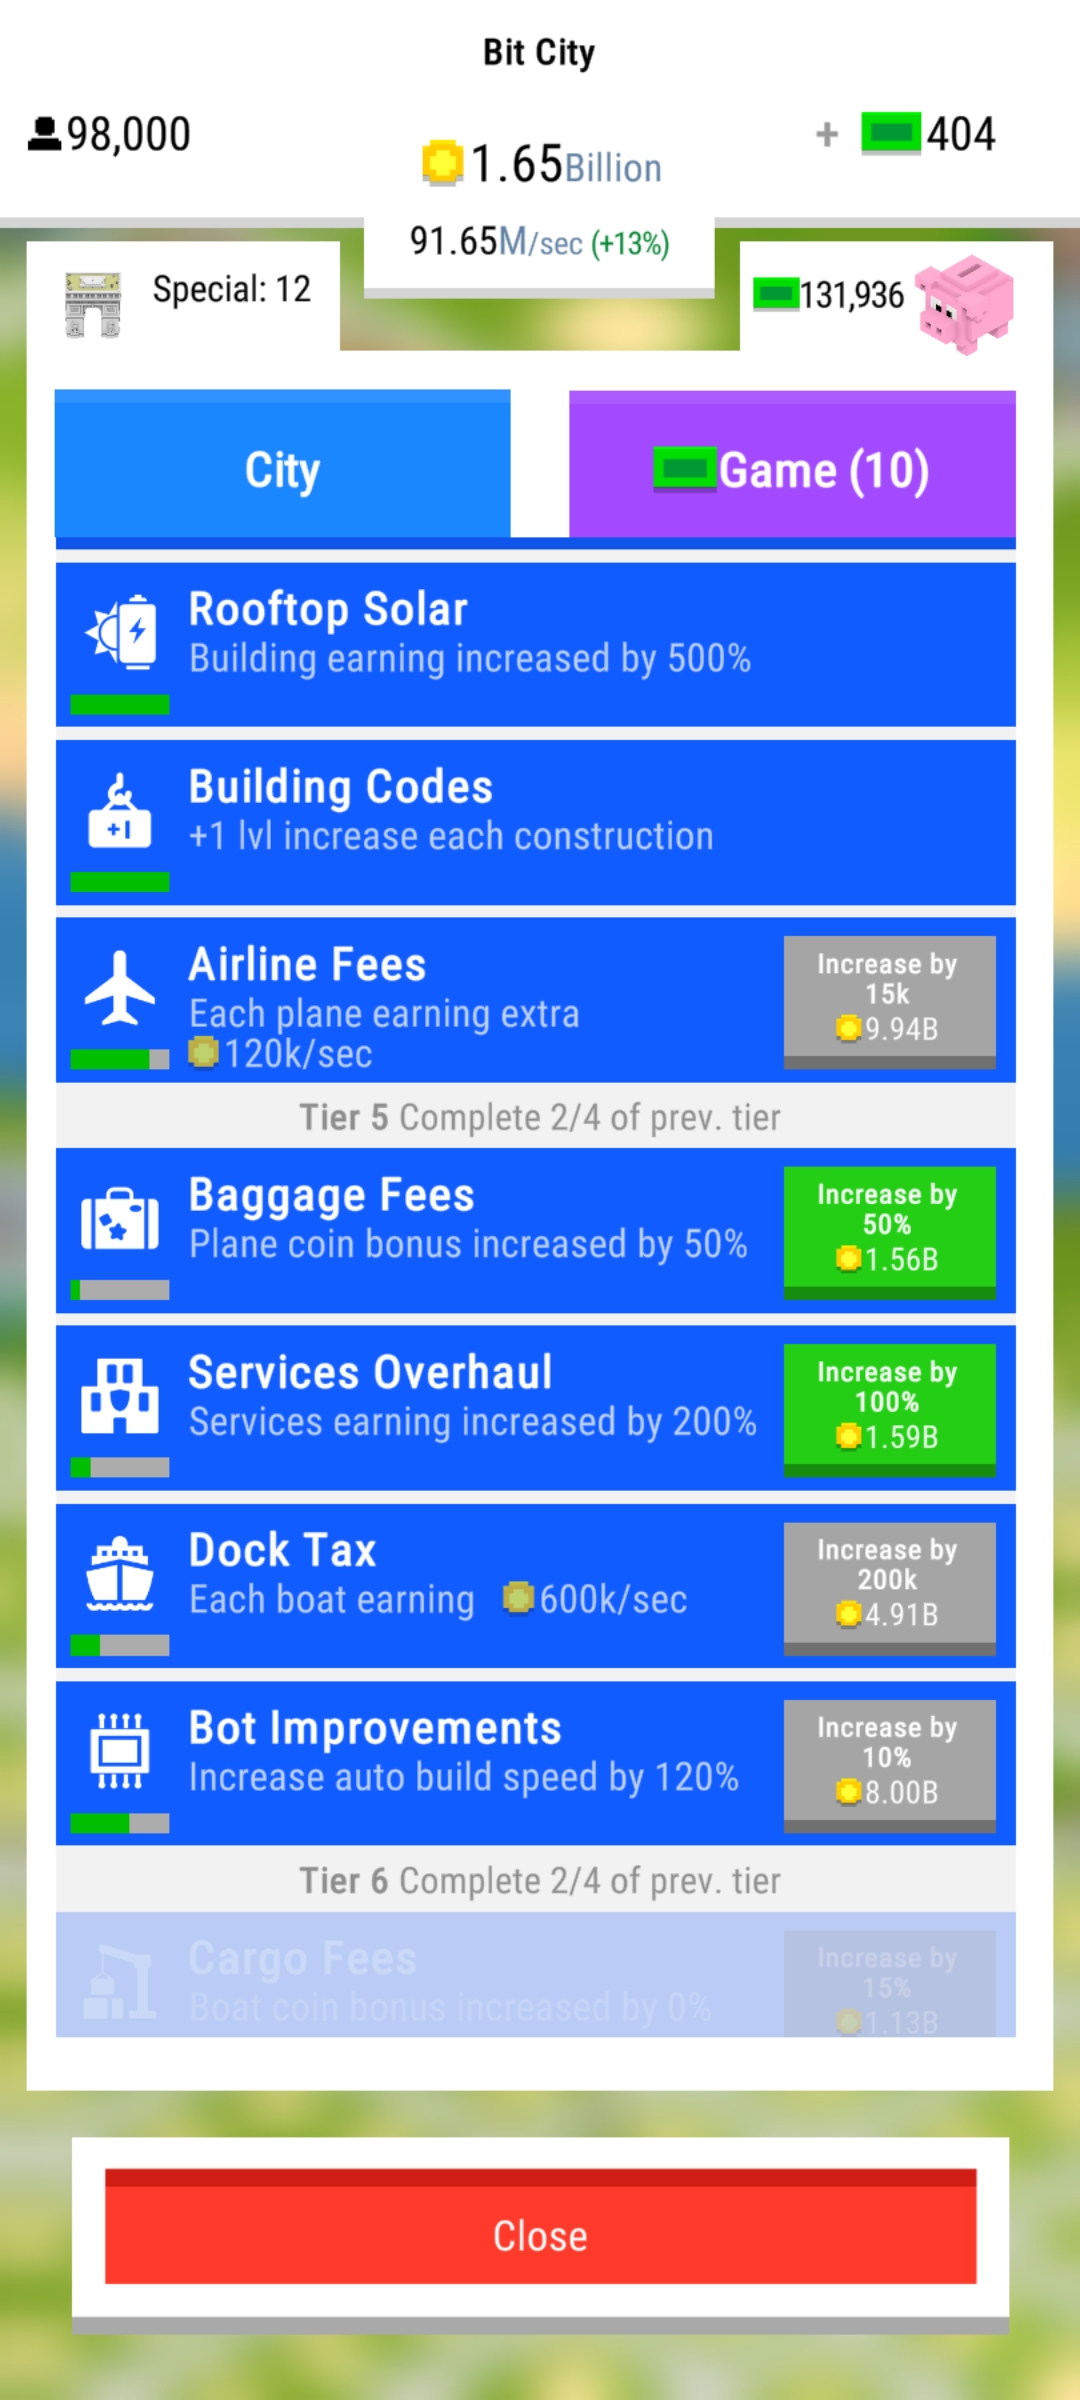 Bit City
98,000
1.65Billion
+ 404
91.65M/sec (+13%)
Special: 12
131,936
City
Game (10)
Rooftop Solar
Building earning increased by 500%
+1
Building Codes
+1 lvl increase each construction
Airline Fees
Each plane earning extra
120k/sec
Increase by
15k
9.94B
Tier 5 Complete 2/4 of prev. tier
Baggage Fees
Plane coin bonus increased by 50%
Increase by
50%
1.56B
Services Overhaul
Services earning increased by 200%
Increase by
100%
1.59B
Dock Tax
Each boat earning 600k/sec
Increase by
200k
4.91B
Bot Improvements
Increase auto build speed by 120%
Increase by
10%
8.00B
Tier 6 Complete 2/4 of prev. tier
Cargo Fees
Boat coin bonus increased by 0%
Increase by
15%
1.13B
Close